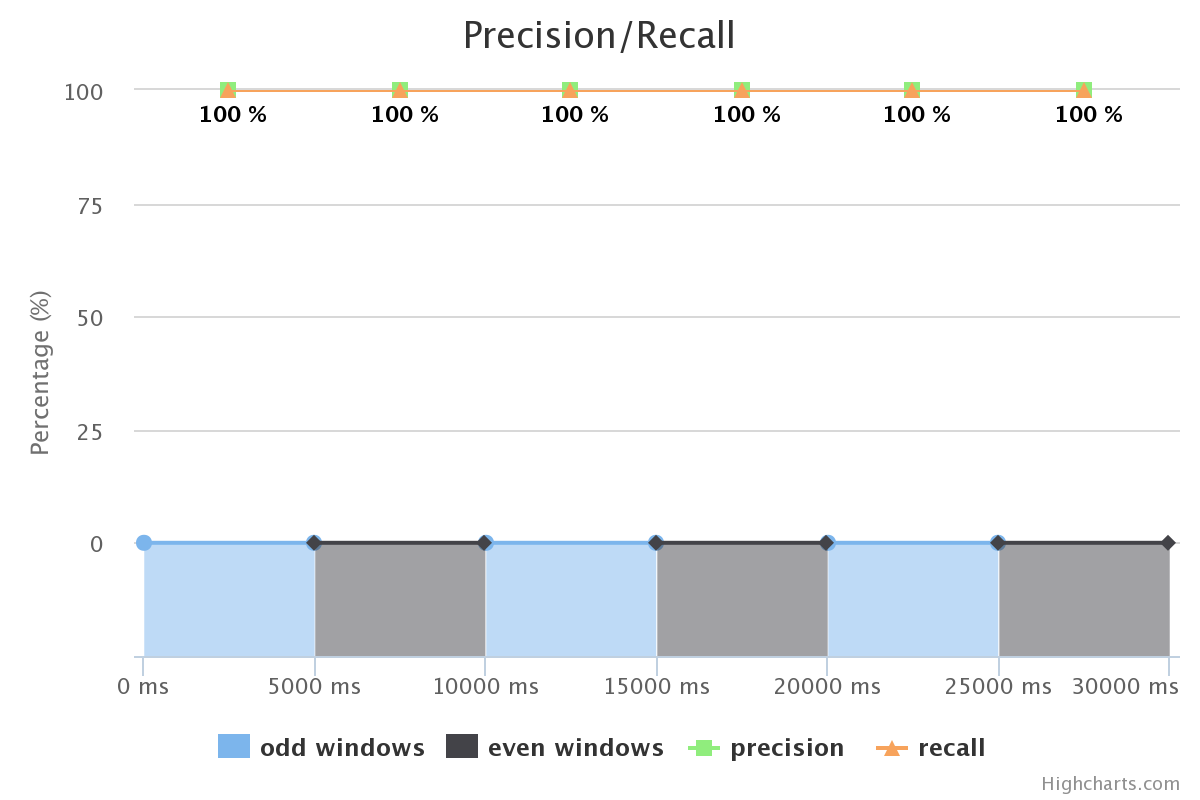 Precision/Recall
100
100 % 100 % 100 % 100 % 100 % 100 %
75
50
25
0
Percentage (%)
0 ms 5000 ms 10000 ms 15000 ms 20000 ms 25000 ms 30000 ms
odd windows even windows precision recall
Highcharts.com